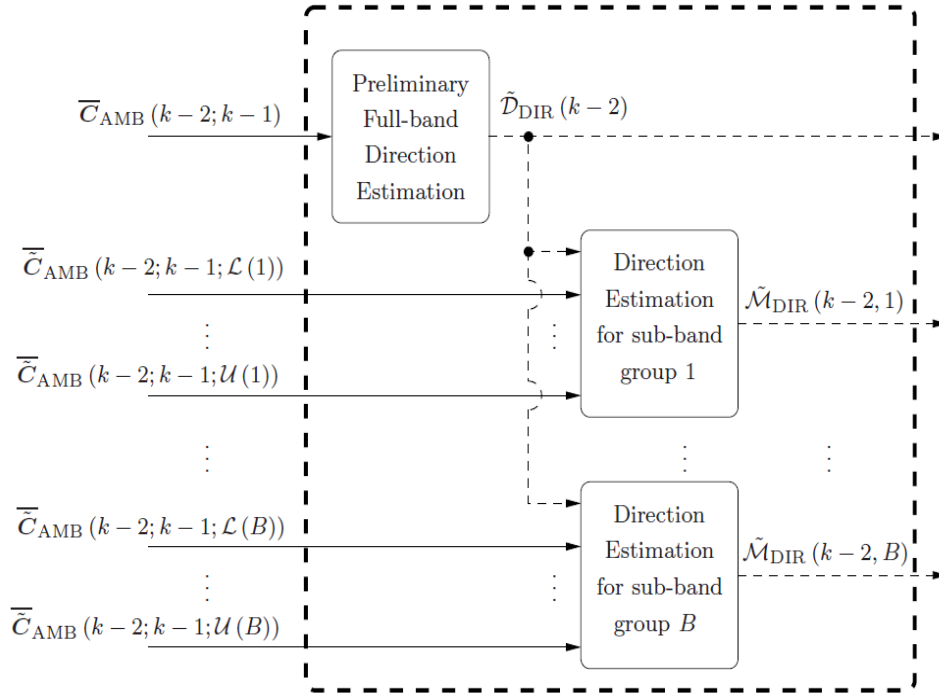 Preliminary
Full-band
Direction
Estimation
C̅_AMB (k − 2; k − 1)
𝒟̃_DIR (k − 2)
C̃̅_AMB (k − 2; k − 1; ℒ(1))
Direction
Estimation
for sub-band
group 1
ℳ̃_DIR (k − 2, 1)
⋮ ⋮
C̃̅_AMB (k − 2; k − 1; 𝒰(1))
⋮ ⋮ ⋮
C̃̅_AMB (k − 2; k − 1; ℒ(B))
Direction
Estimation
for sub-band
group B
ℳ̃_DIR (k − 2, B)
⋮ ⋮
C̃̅_AMB (k − 2; k − 1; 𝒰(B))